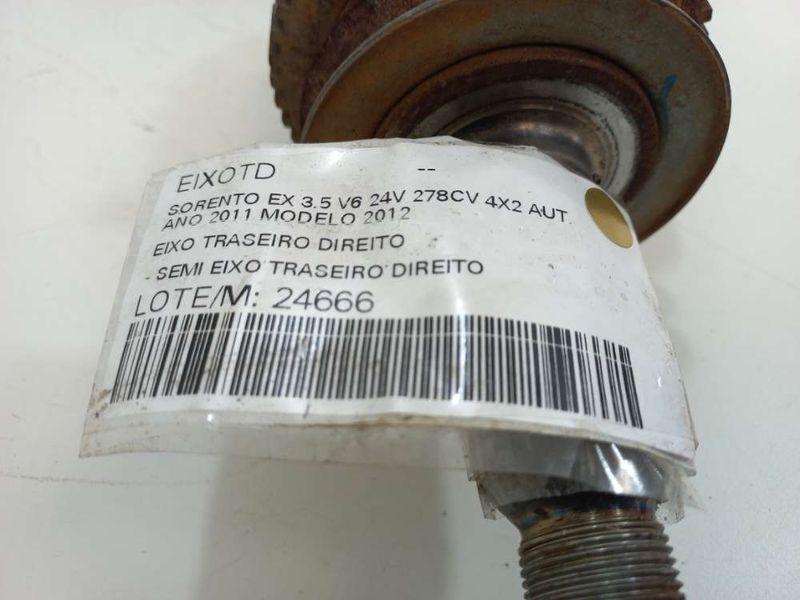 EIXOTD --
SORENTO EX 3.5 V6 24V 278CV 4X2 AUT.
ANO 2011 MODELO 2012
EIXO TRASEIRO DIREITO
- SEMI EIXO TRASEIRO DIREITO
LOTE/M: 24666